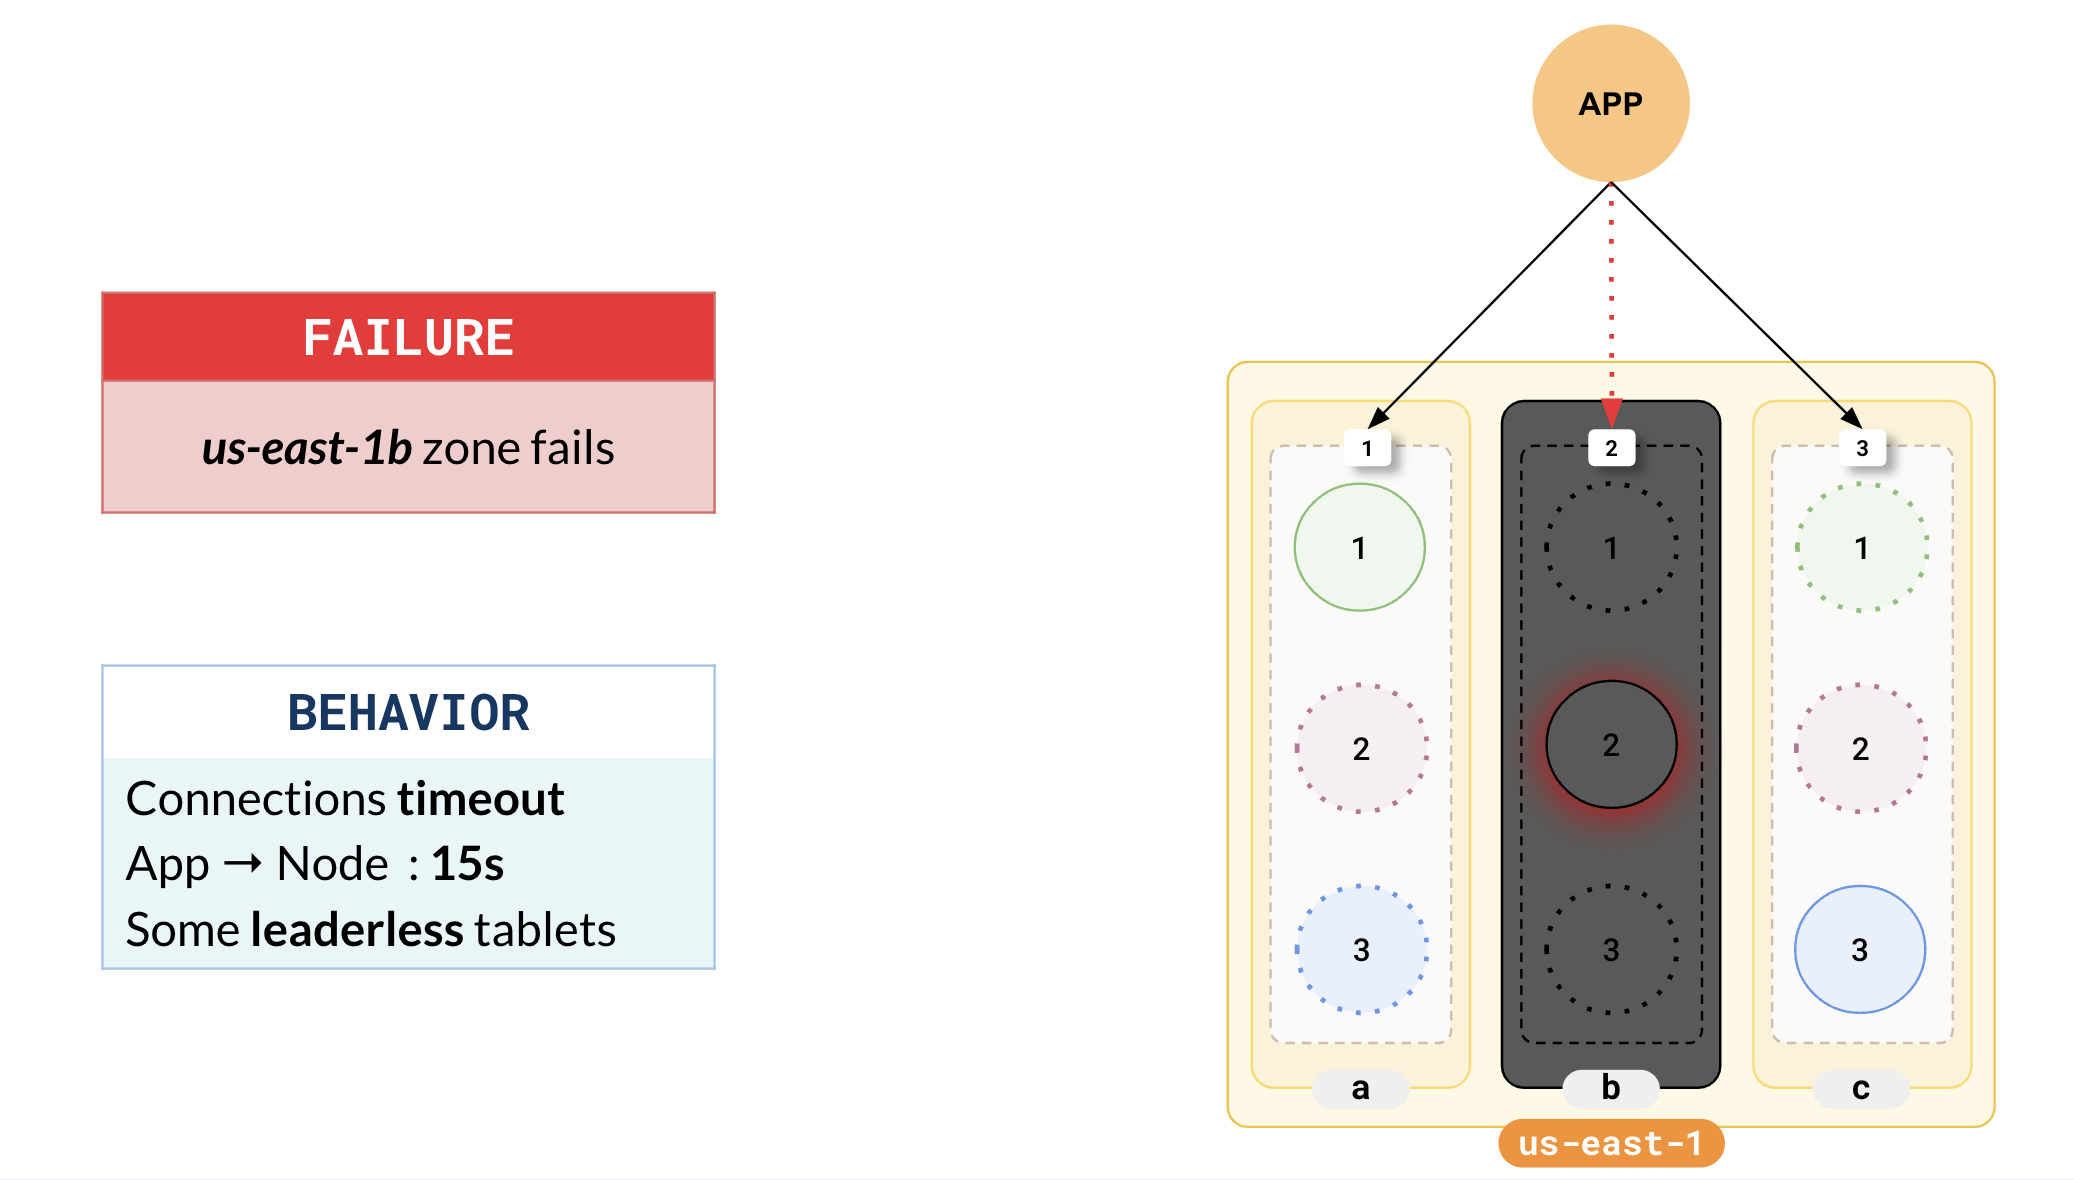 APP
FAILURE
us-east-1b zone fails
BEHAVIOR
Connections timeout
App → Node : 15s
Some leaderless tablets
1 2 3
1 1 1
2 2 2
3 3 3
a b c
us-east-1